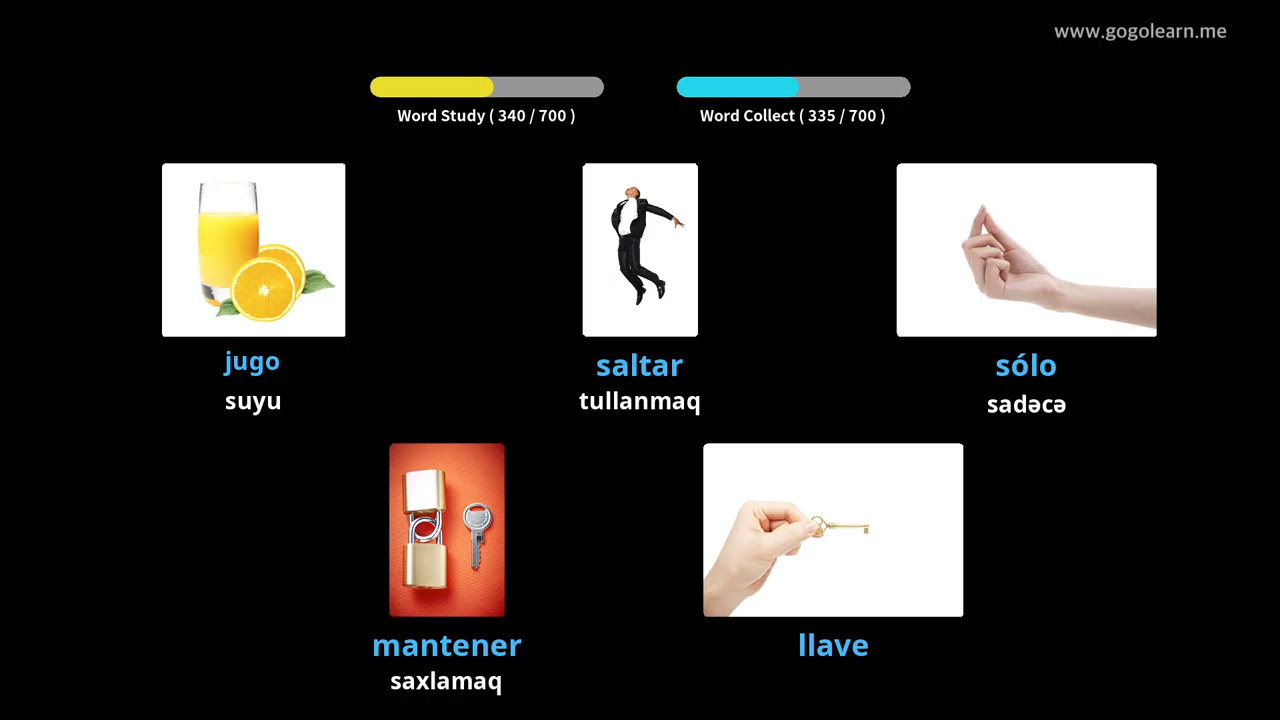 www.gogolearn.me
Word Study ( 340 / 700 )
Word Collect ( 335 / 700 )
jugo
suyu
saltar
tullanmaq
sólo
sadəcə
mantener
saxlamaq
llave